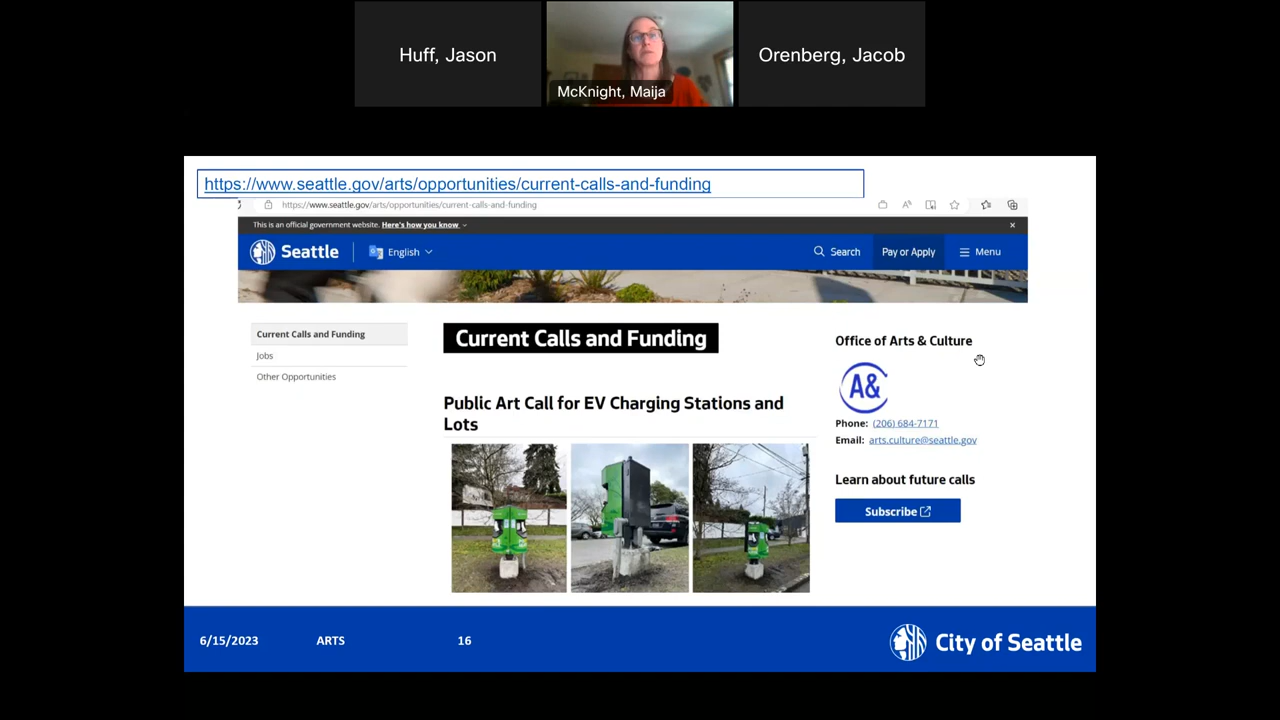 Huff, Jason
McKnight, Maija
Orenberg, Jacob
https://www.seattle.gov/arts/opportunities/current-calls-and-funding
https://www.seattle.gov/arts/opportunities/current-calls-and-funding
This is an official government website. Here's how you know
Seattle
English
Search
Pay or Apply
Menu
Current Calls and Funding
Jobs
Other Opportunities
Current Calls and Funding
Public Art Call for EV Charging Stations and
Lots
Office of Arts & Culture
A&
Phone: (206) 684-7171
Email: arts.culture@seattle.gov
Learn about future calls
Subscribe
6/15/2023
ARTS
16
City of Seattle